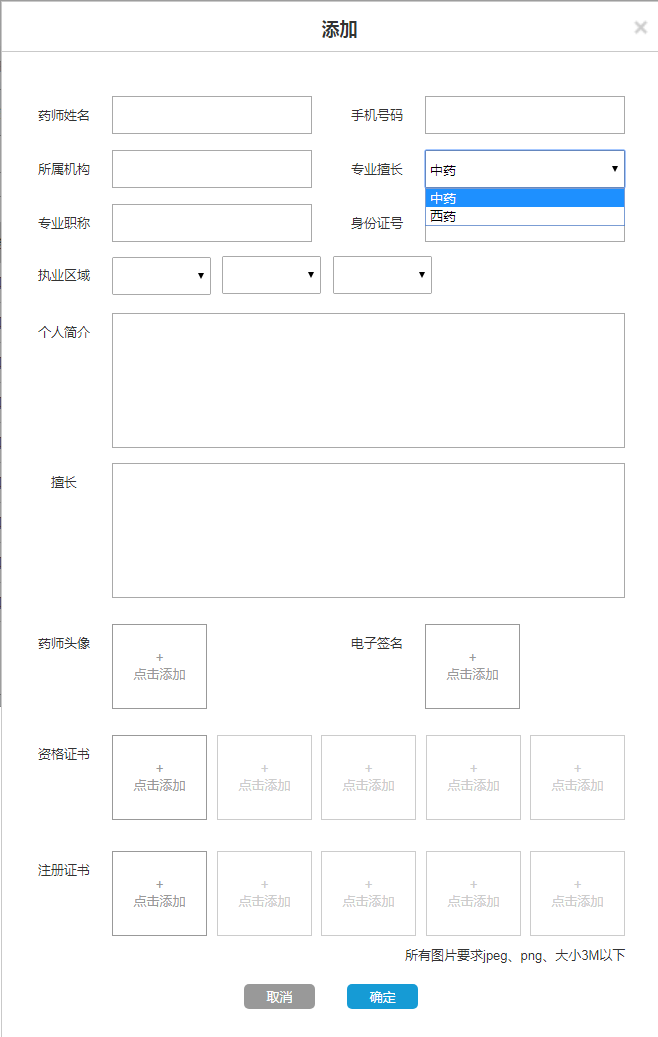 添加
药师姓名 手机号码
所属机构 专业擅长 中药
中药
西药
专业职称 身份证号
执业区域
个人简介
擅长
药师头像 + 电子签名 +
点击添加 点击添加
资格证书 + + + + +
点击添加 点击添加 点击添加 点击添加 点击添加
注册证书 + + + + +
点击添加 点击添加 点击添加 点击添加 点击添加
所有图片要求jpeg、png、大小3M以下
取消 确定